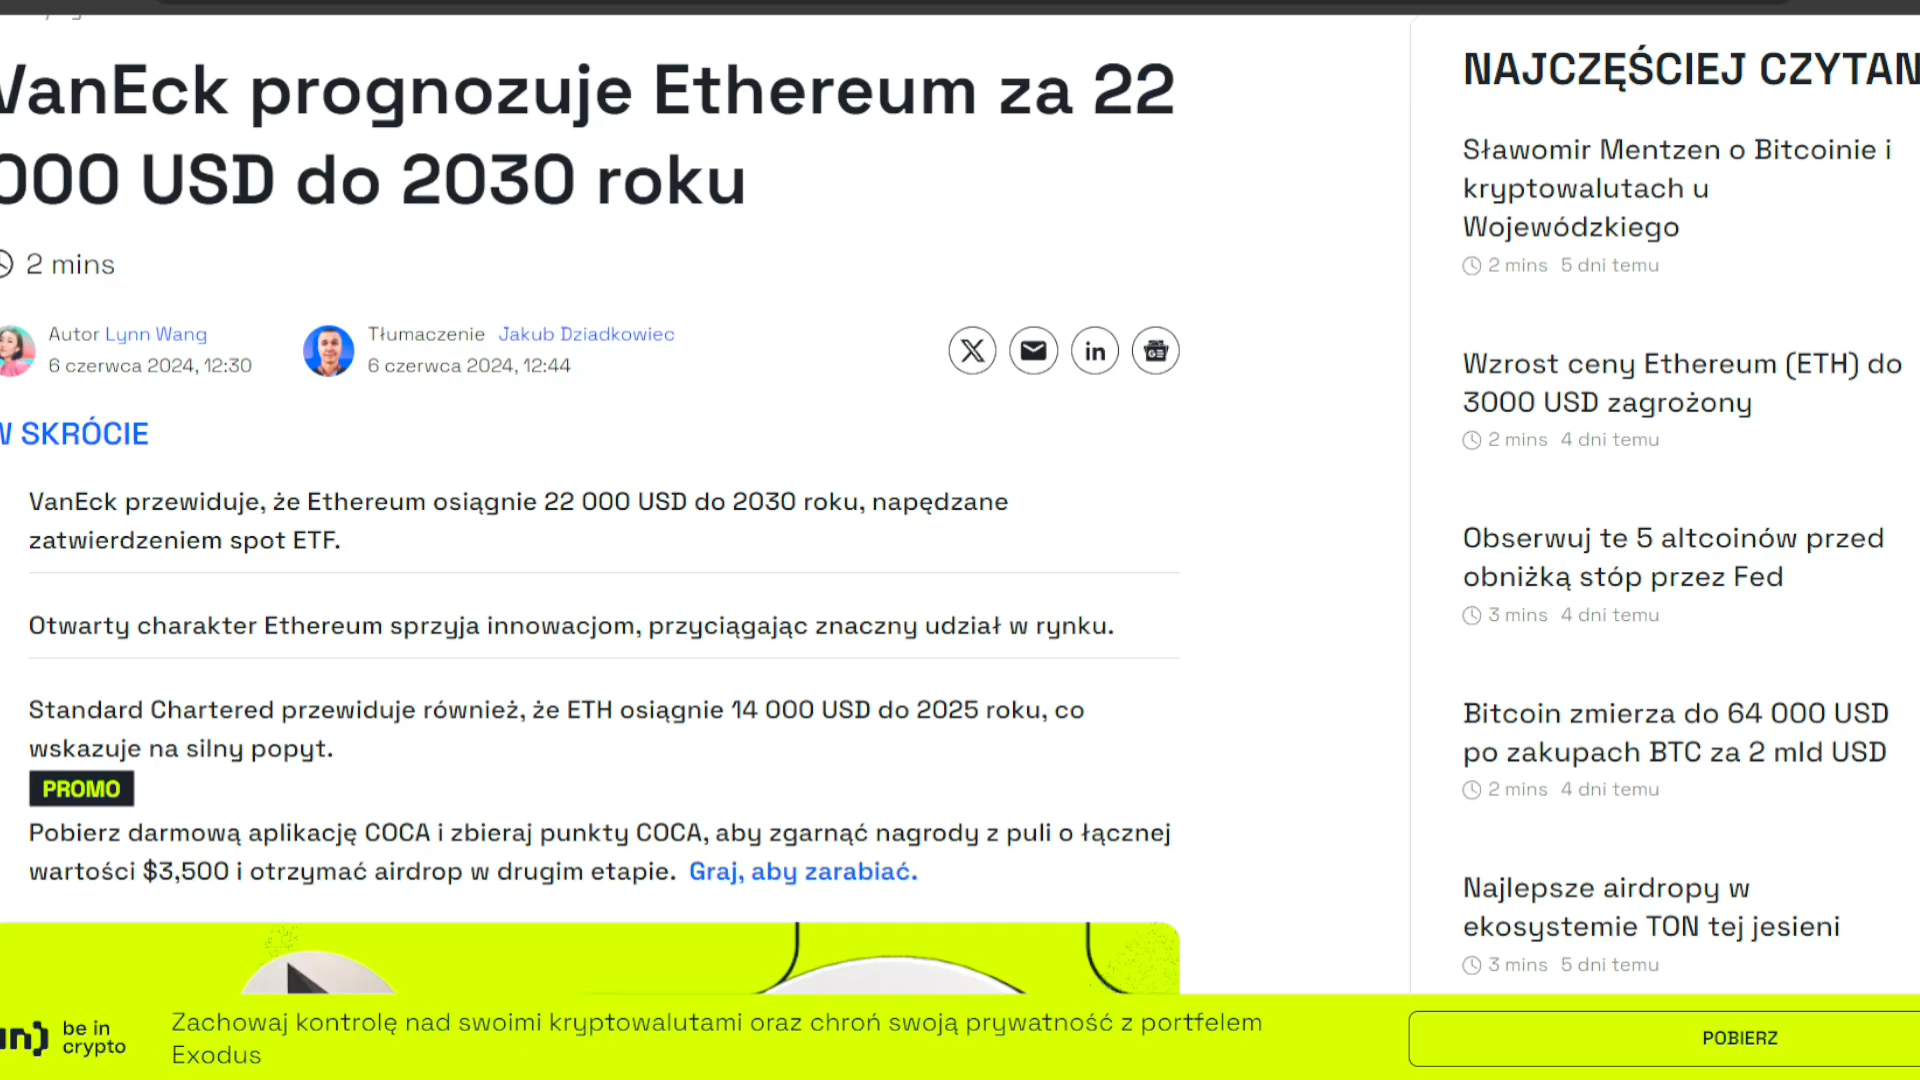 VanEck prognozuje Ethereum za 22
000 USD do 2030 roku
2 mins
Autor Lynn Wang
6 czerwca 2024, 12:30
Tłumaczenie Jakub Dziadkowiec
6 czerwca 2024, 12:44
W SKRÓCIE
VanEck przewiduje, że Ethereum osiągnie 22 000 USD do 2030 roku, napędzane
zatwierdzeniem spot ETF.
Otwarty charakter Ethereum sprzyja innowacjom, przyciągając znaczny udział w rynku.
Standard Chartered przewiduje również, że ETH osiągnie 14 000 USD do 2025 roku, co
wskazuje na silny popyt.
PROMO
Pobierz darmową aplikację COCA i zbieraj punkty COCA, aby zgarnąć nagrody z puli o łącznej
wartości $3,500 i otrzymać airdrop w drugim etapie. Graj, aby zarabiać.
NAJCZĘŚCIEJ CZYTAN
Sławomir Mentzen o Bitcoinie i
kryptowalutach u
Wojewódzkiego
2 mins 5 dni temu
Wzrost ceny Ethereum (ETH) do
3000 USD zagrożony
2 mins 4 dni temu
Obserwuj te 5 altcoinów przed
obniżką stóp przez Fed
3 mins 4 dni temu
Bitcoin zmierza do 64 000 USD
po zakupach BTC za 2 mld USD
2 mins 4 dni temu
Najlepsze airdropy w
ekosystemie TON tej jesieni
3 mins 5 dni temu
be in
crypto
Zachowaj kontrolę nad swoimi kryptowalutami oraz chroń swoją prywatność z portfelem
Exodus
POBIERZ